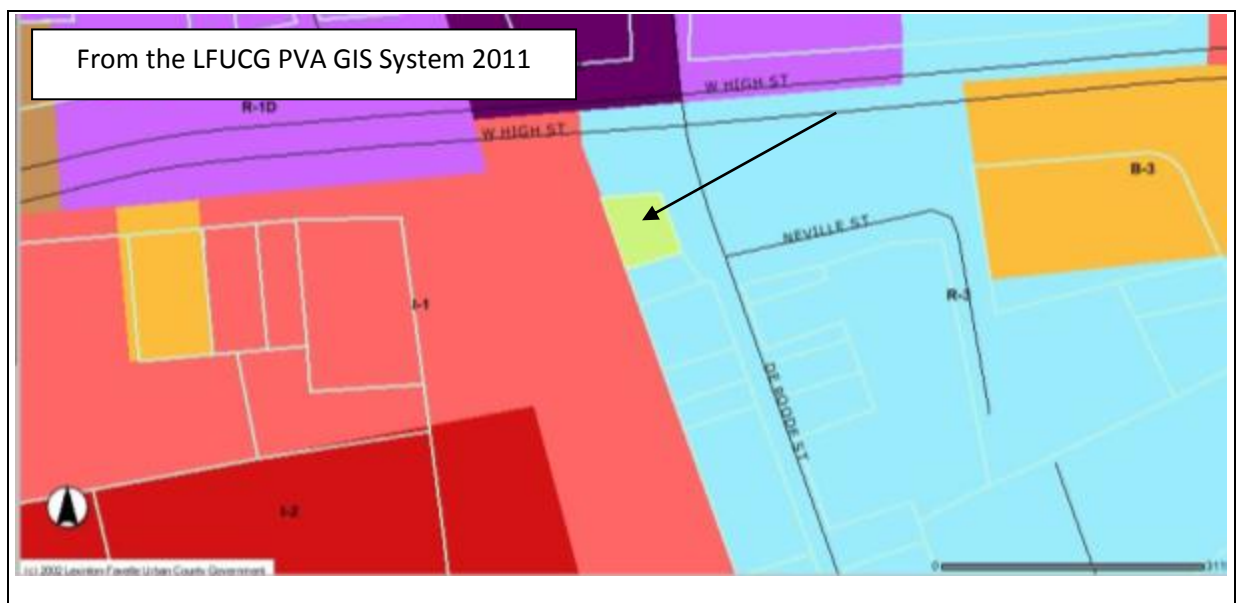 From the LFUCG PVA GIS System 2011
W HIGH ST
R-1D
W HIGH ST
B-3
NEVILLE ST
R-3
I-1
DE ROODE ST
I-2
(c) 2002 Lexington-Fayette Urban County Government
0